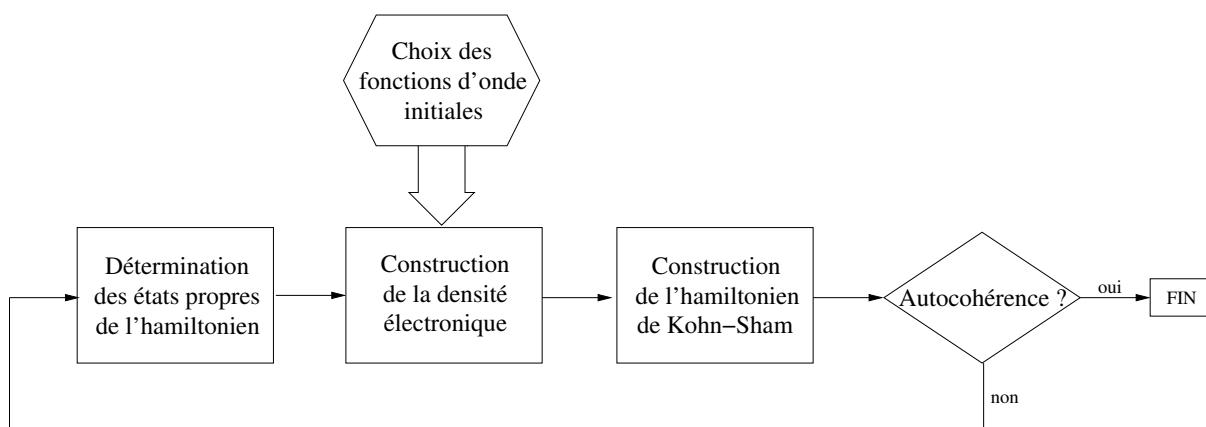 Choix des
fonctions d'onde
initiales
Détermination
des états propres
de l'hamiltonien
Construction
de la densité
électronique
Construction
de l'hamiltonien
de Kohn−Sham
Autocohérence ?
oui
FIN
non